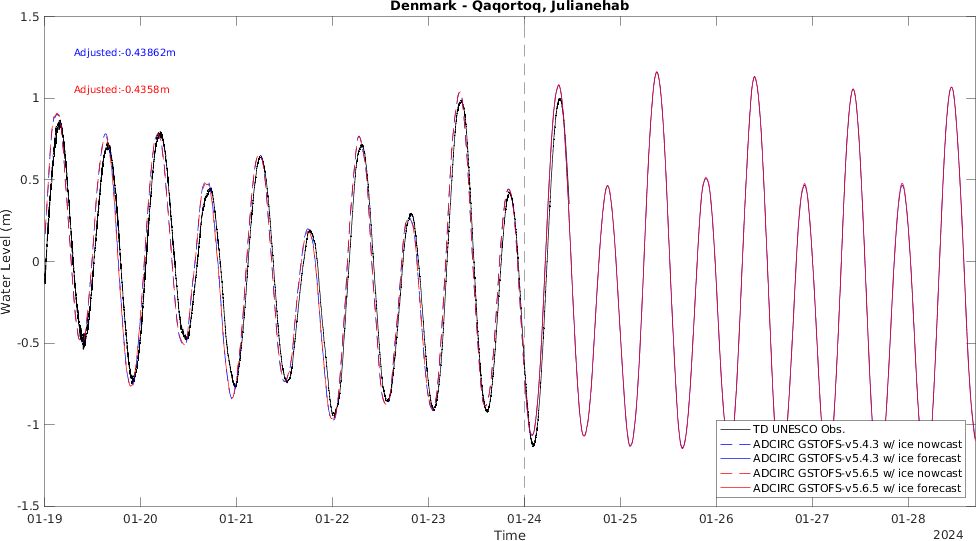 Denmark - Qaqortoq, Julianehab
1.5
Adjusted:-0.43862m
Adjusted:-0.4358m
1
0.5
0
-0.5
-1
-1.5
Water Level (m)
TD UNESCO Obs.
ADCIRC GSTOFS-v5.4.3 w/ ice nowcast
ADCIRC GSTOFS-v5.4.3 w/ ice forecast
ADCIRC GSTOFS-v5.6.5 w/ ice nowcast
ADCIRC GSTOFS-v5.6.5 w/ ice forecast
01-19 01-20 01-21 01-22 01-23 01-24 01-25 01-26 01-27 01-28
Time
2024